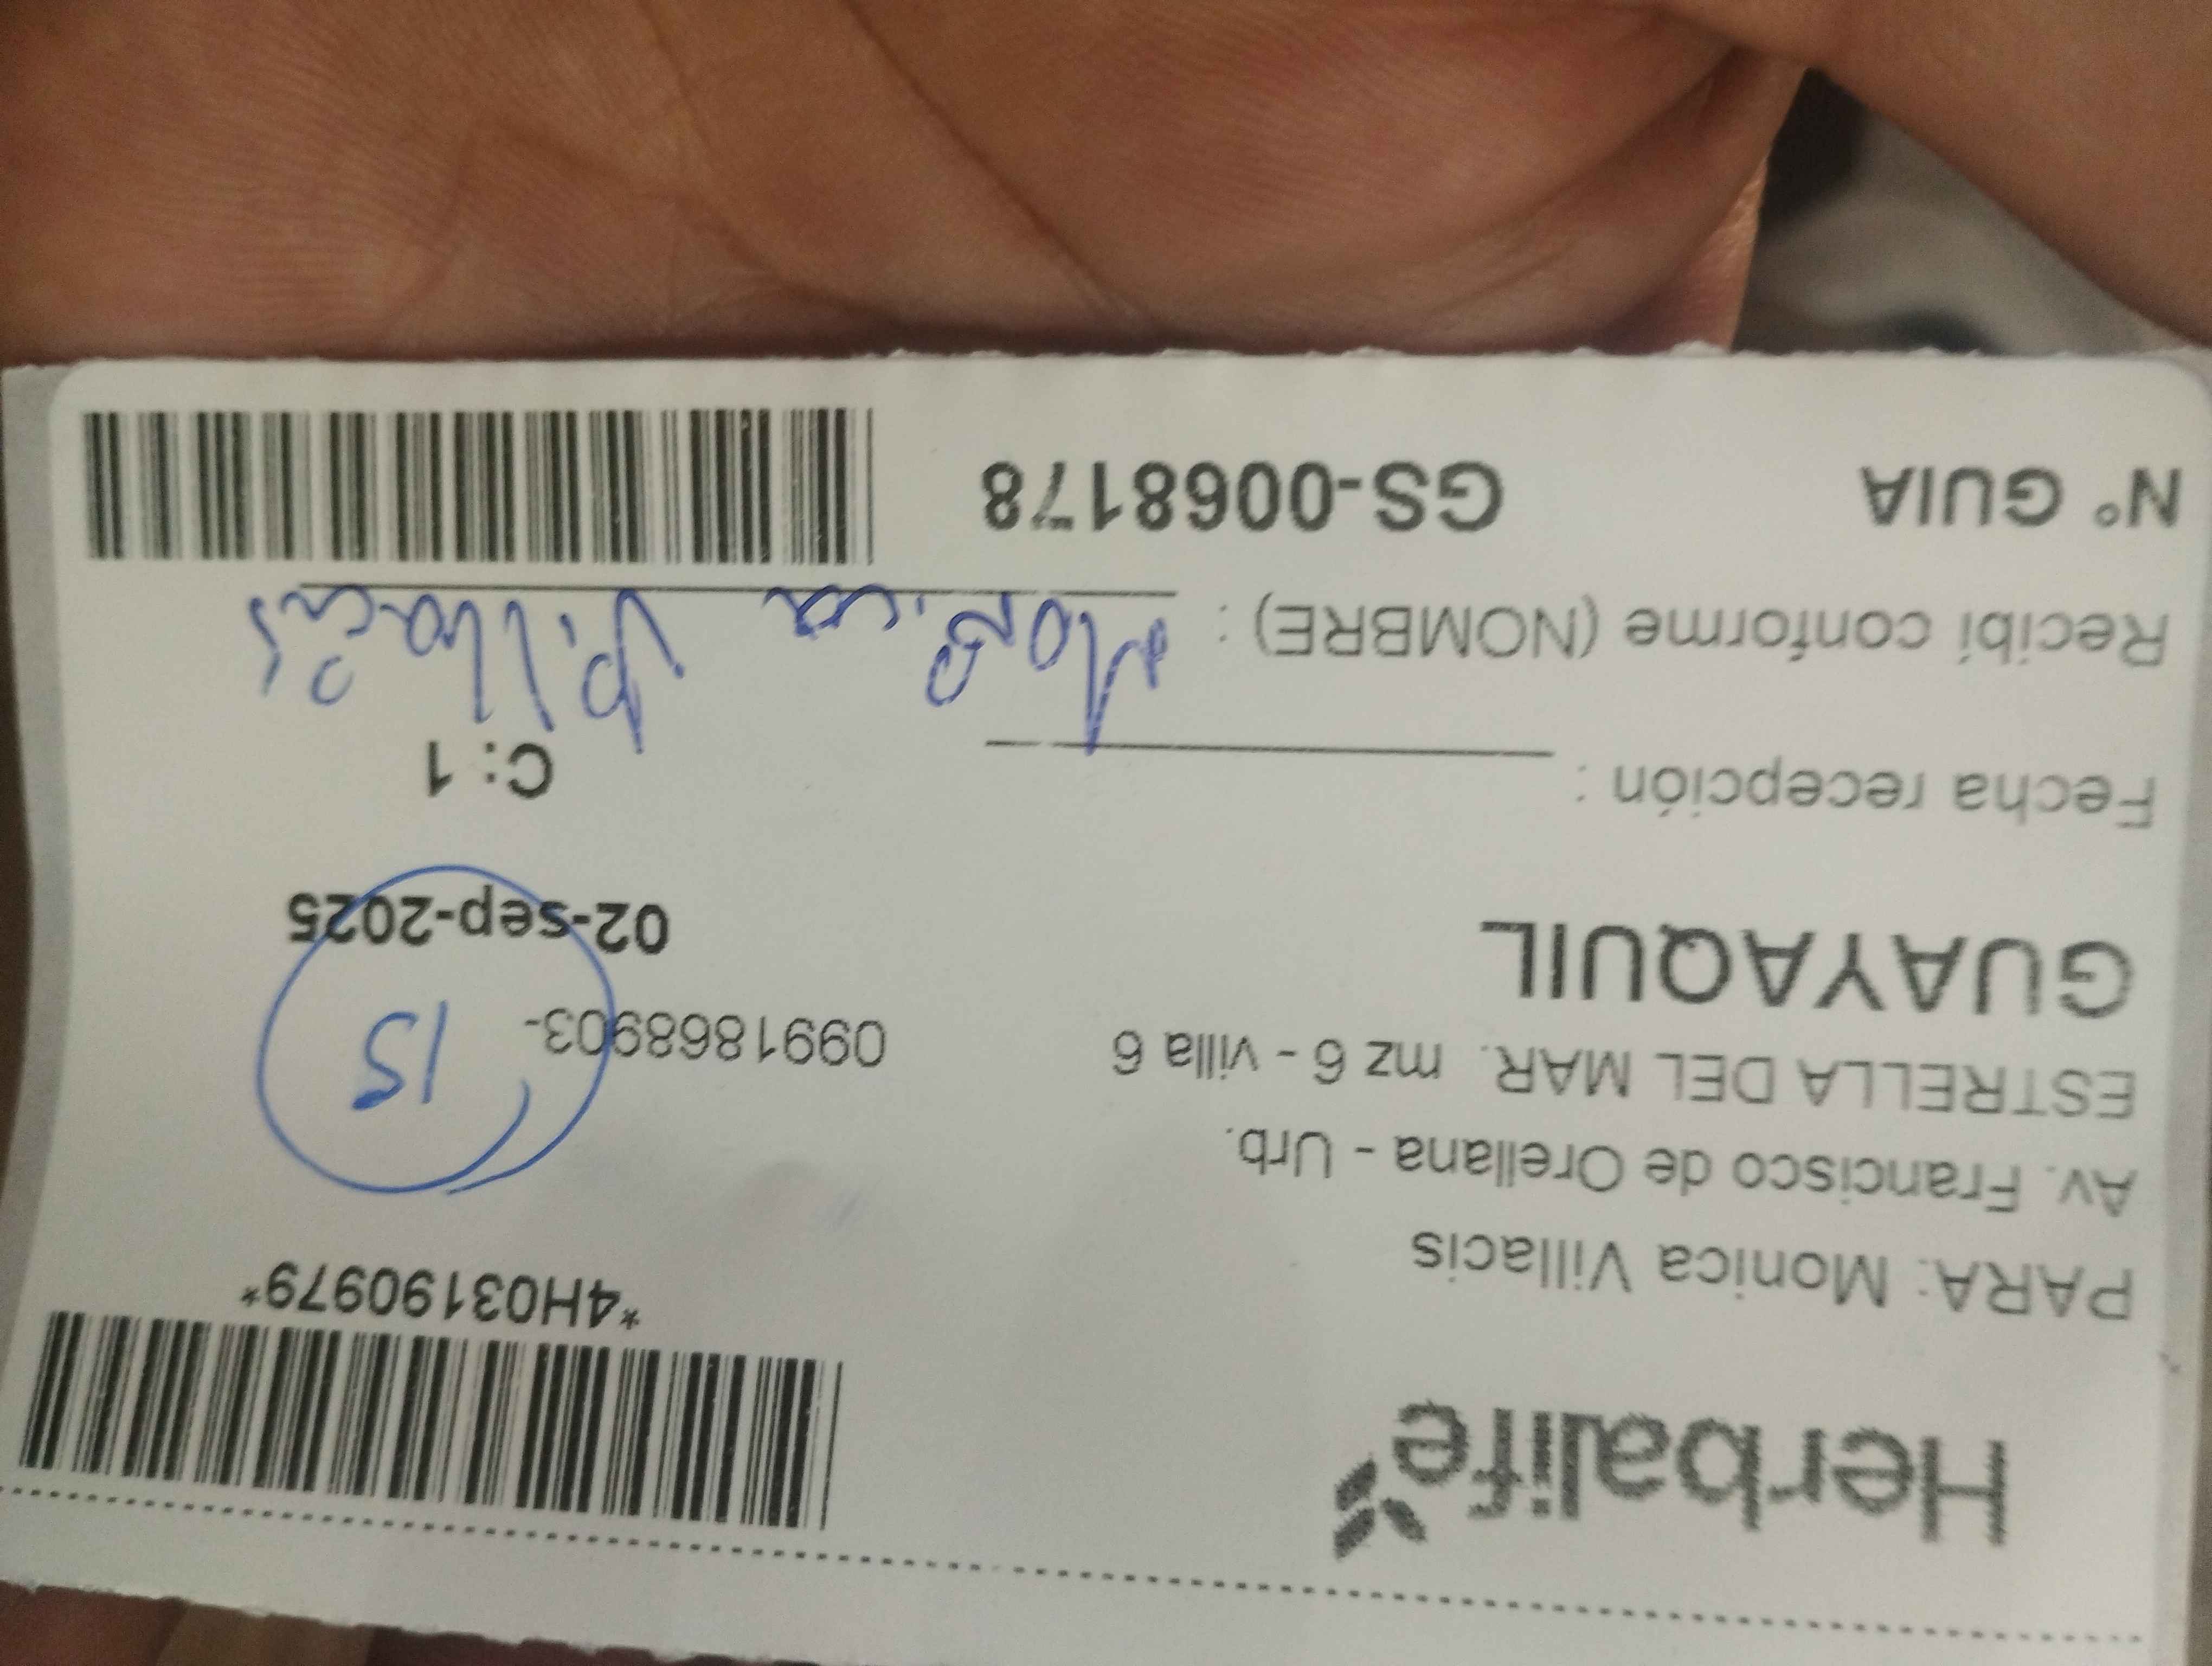 Herbalife
*4H03190979*
PARA: Monica Villacis
Av. Francisco de Orellana - Urb.
ESTRELLA DEL MAR. mz 6 - villa 6
0991868903-
15
GUAYAQUIL
02-sep-2025
Fecha recepción :
C: 1
Recibi conforme (NOMBRE) : Monica Villacis
N° GUIA GS-0068178